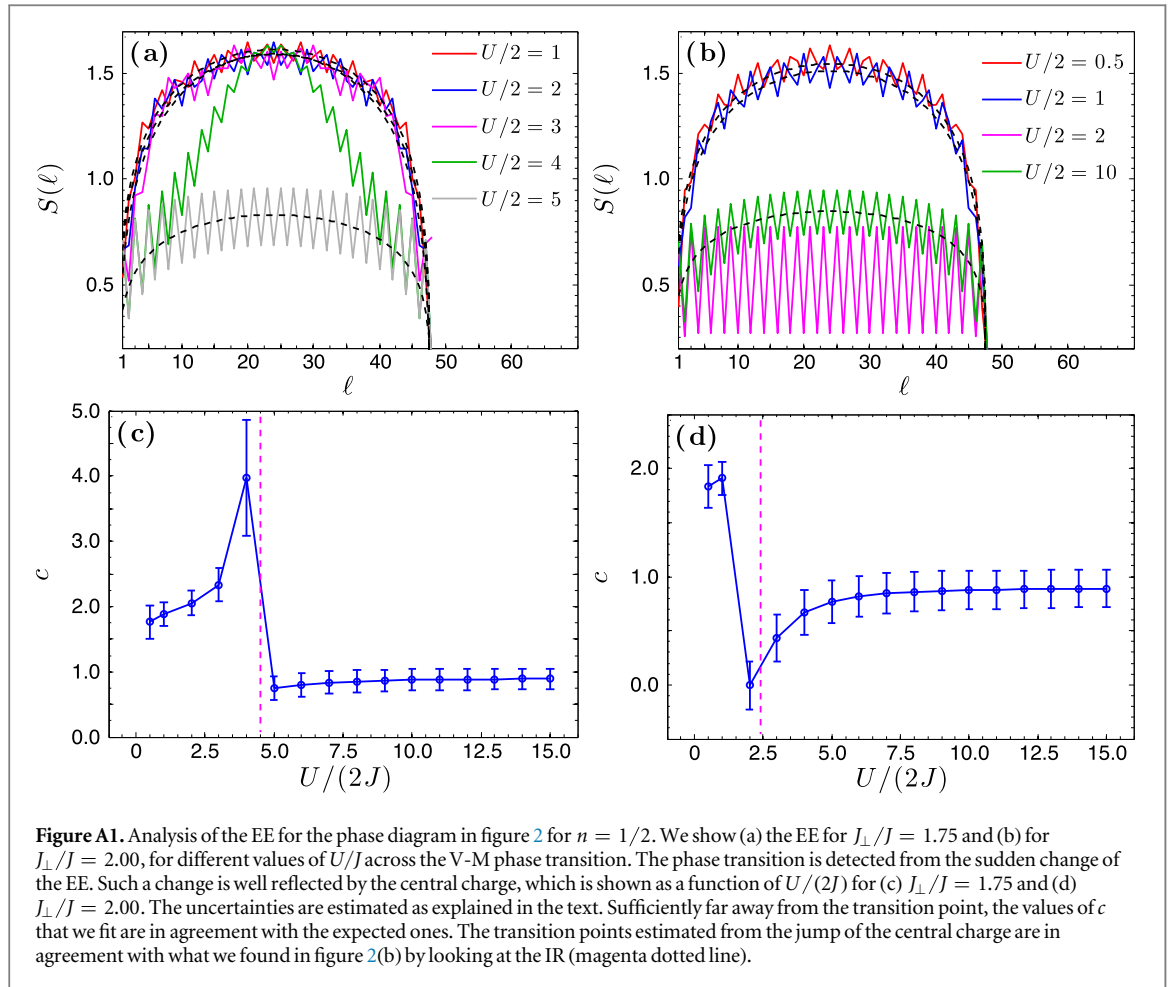 (a)
U/2 = 1
U/2 = 2
U/2 = 3
U/2 = 4
U/2 = 5
S(ℓ)
1.5
1.0
0.5
1 10 20 30 40 50 60
ℓ
(b)
U/2 = 0.5
U/2 = 1
U/2 = 2
U/2 = 10
S(ℓ)
1.5
1.0
0.5
1 10 20 30 40 50 60
ℓ
(c)
c
5.0
4.0
3.0
2.0
1.0
0.0
0 2.5 5.0 7.5 10.0 12.5 15.0
U/(2J)
(d)
c
2.0
1.0
0.0
0 2.5 5.0 7.5 10.0 12.5 15.0
U/(2J)
Figure A1. Analysis of the EE for the phase diagram in figure 2 for n = 1/2. We show (a) the EE for J⊥/J = 1.75 and (b) for
J⊥/J = 2.00, for different values of U/J across the V-M phase transition. The phase transition is detected from the sudden change of
the EE. Such a change is well reflected by the central charge, which is shown as a function of U/(2J) for (c) J⊥/J = 1.75 and (d)
J⊥/J = 2.00. The uncertainties are estimated as explained in the text. Sufficiently far away from the transition point, the values of c
that we fit are in agreement with the expected ones. The transition points estimated from the jump of the central charge are in
agreement with what we found in figure 2(b) by looking at the IR (magenta dotted line).